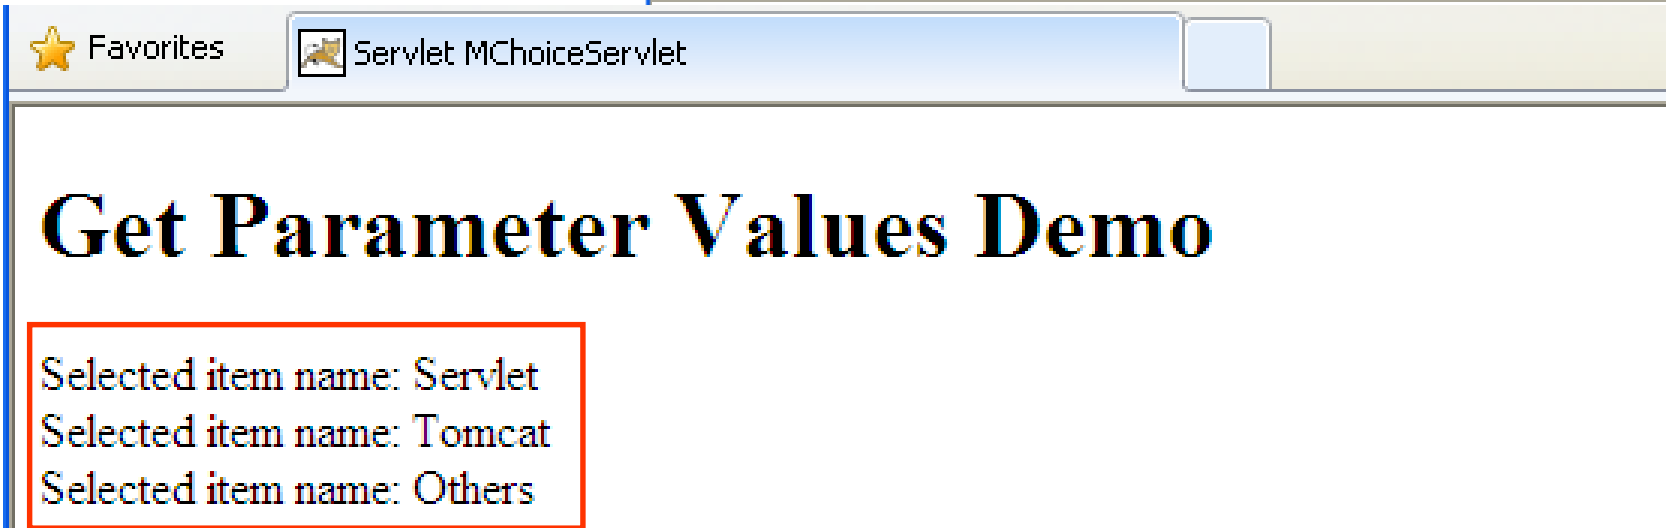 Favorites
Servlet MChoiceServlet
Get Parameter Values Demo
Selected item name: Servlet
Selected item name: Tomcat
Selected item name: Others